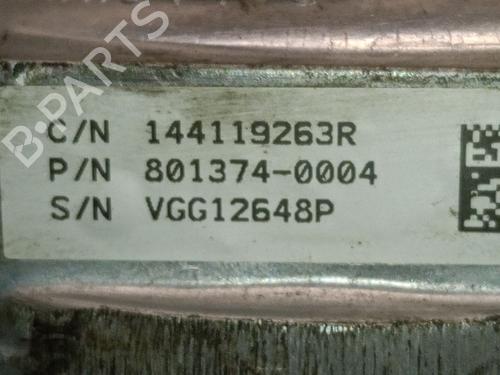 B-PARTS
C/N 144119263R
P/N 801374-0004
S/N VGG12648P